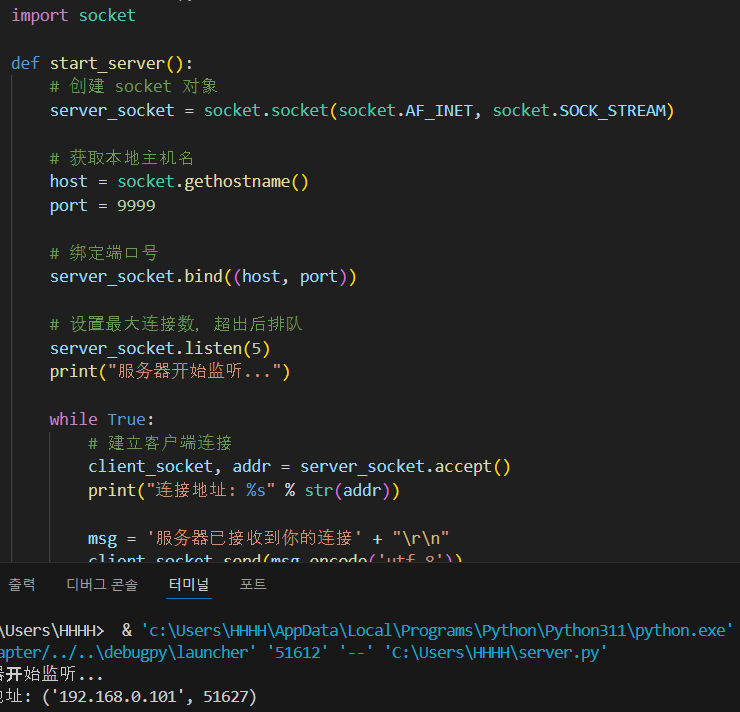 import socket
def start_server():
# 创建 socket 对象
server_socket = socket.socket(socket.AF_INET, socket.SOCK_STREAM)
# 获取本地主机名
host = socket.gethostname()
port = 9999
# 绑定端口号
server_socket.bind((host, port))
# 设置最大连接数, 超出后排队
server_socket.listen(5)
print("服务器开始监听...")
while True:
# 建立客户端连接
client_socket, addr = server_socket.accept()
print("连接地址: %s" % str(addr))
msg = '服务器已接收到你的连接' + "\r\n"
client_socket.send(msg.encode('utf-8'))
출력 디버그 콘솔 터미널 포트
\Users\HHHH> & 'c:\Users\HHHH\AppData\Local\Programs\Python\Python311\python.exe'
apter/../..\debugpy\launcher' '51612' '--' 'C:\Users\HHHH\server.py'
器开始监听...
地址: ('192.168.0.101', 51627)